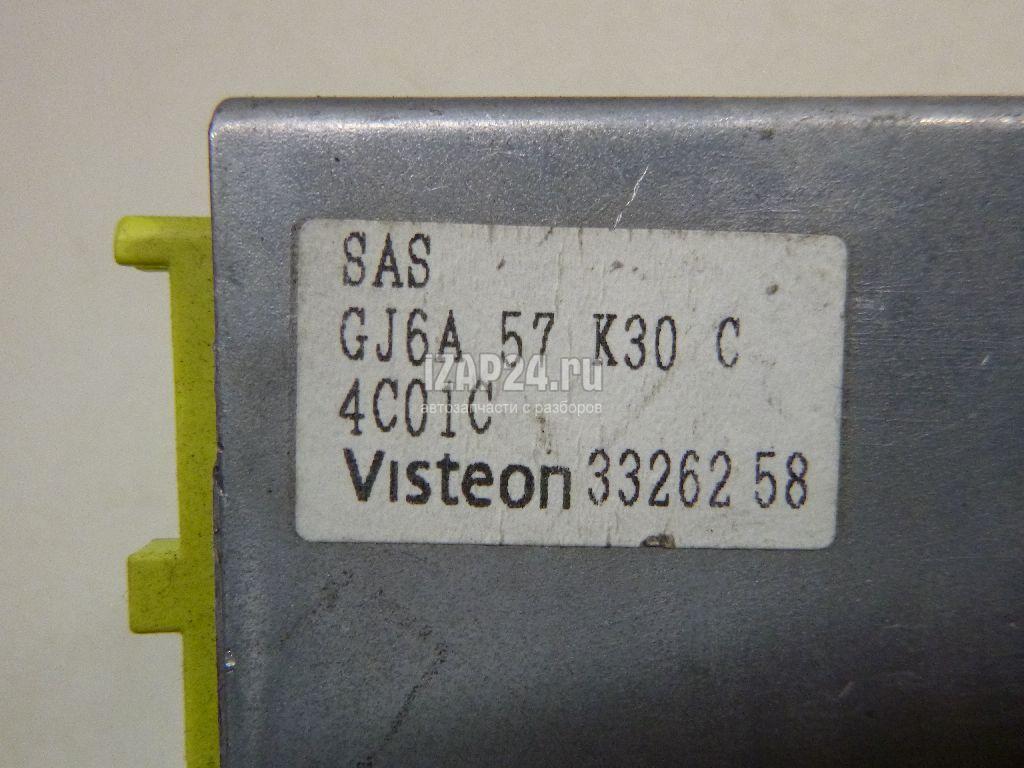 SAS
GJ6A 57 K30 C
iZAP24.ru
4C01C
автозапчасти с разборов
Visteon 33262 58